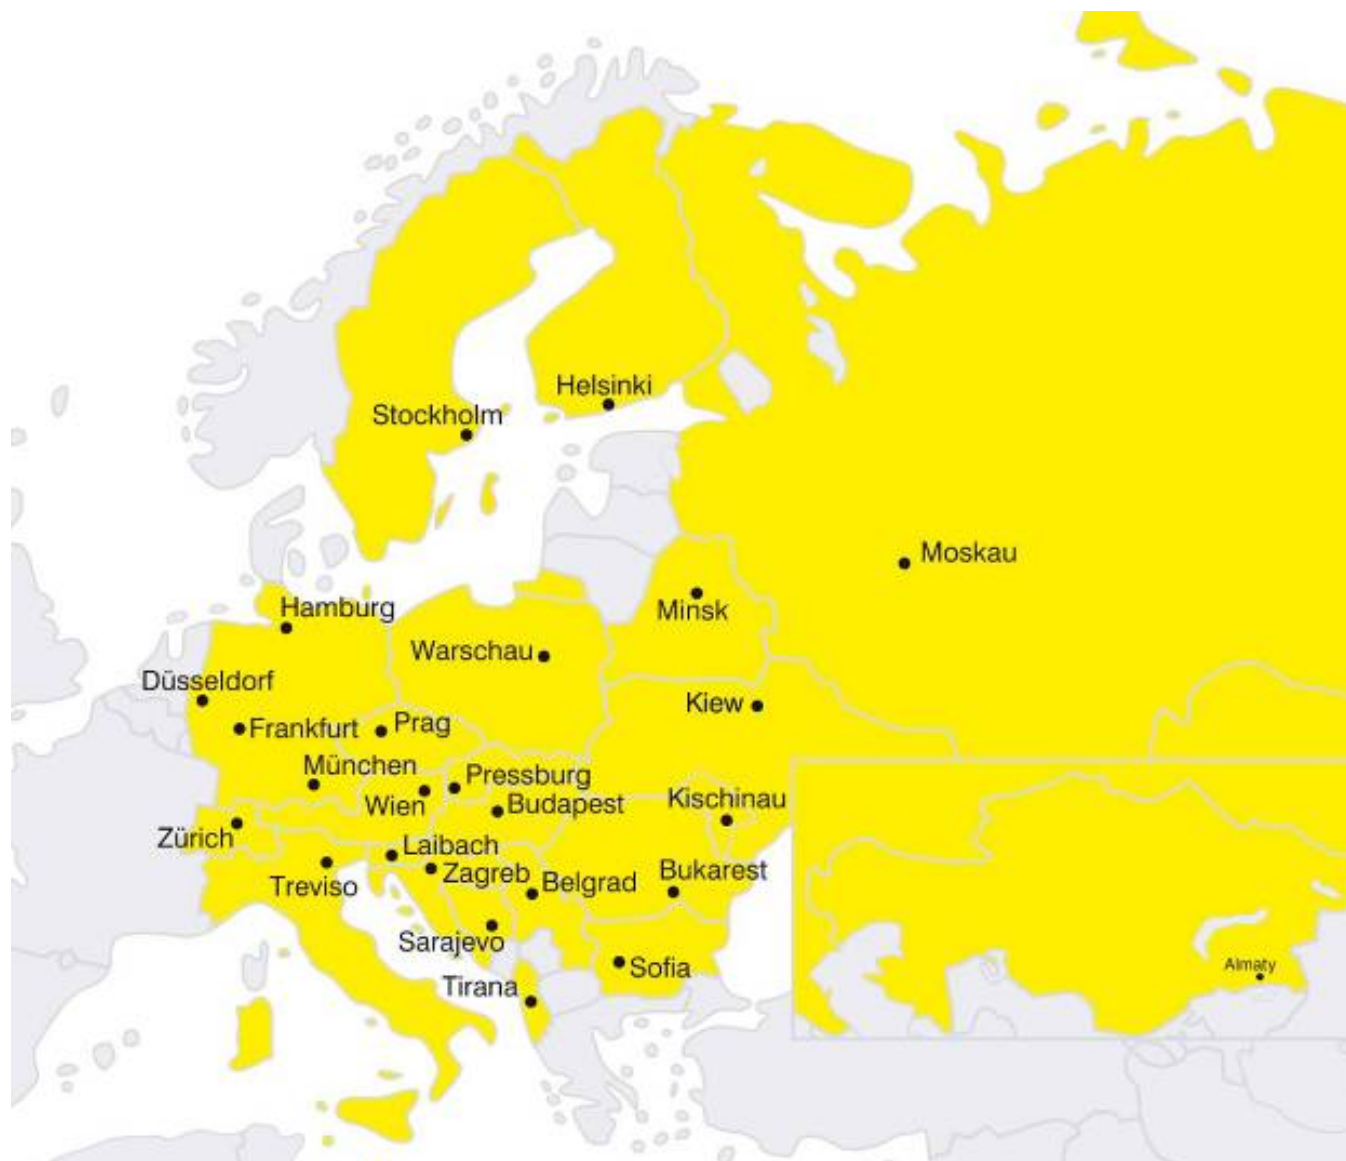 Helsinki
Stockholm
Moskau
Hamburg
Minsk
Warschau
Düsseldorf
Kiew
Frankfurt
Prag
München
Pressburg
Wien
Budapest
Kischinau
Zürich
Laibach
Treviso
Zagreb
Belgrad
Bukarest
Sarajevo
Sofia
Almaty
Tirana